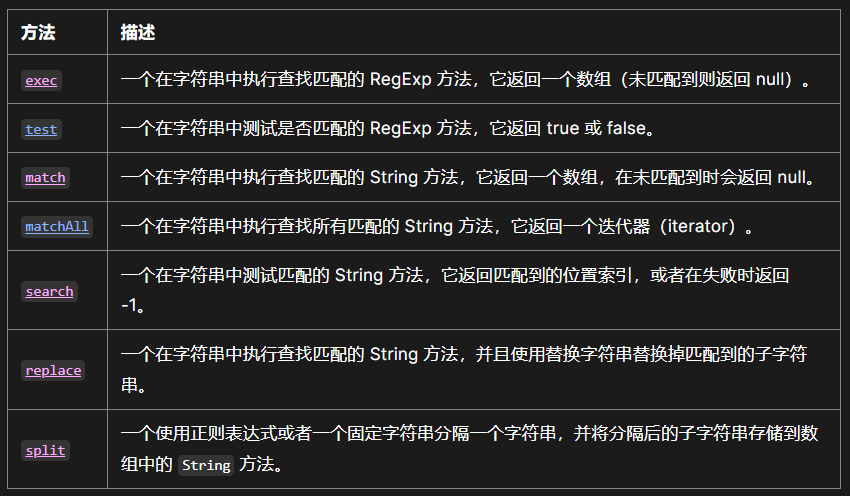 方法 描述
exec 一个在字符串中执行查找匹配的 RegExp 方法，它返回一个数组（未匹配到则返回 null）。
test 一个在字符串中测试是否匹配的 RegExp 方法，它返回 true 或 false。
match 一个在字符串中执行查找匹配的 String 方法，它返回一个数组，在未匹配到时会返回 null。
matchAll 一个在字符串中执行查找所有匹配的 String 方法，它返回一个迭代器（iterator）。
search 一个在字符串中测试匹配的 String 方法，它返回匹配到的位置索引，或者在失败时返回
-1。
replace 一个在字符串中执行查找匹配的 String 方法，并且使用替换字符串替换掉匹配到的子字符
串。
split 一个使用正则表达式或者一个固定字符串分隔一个字符串，并将分隔后的子字符串存储到数
组中的 String 方法。